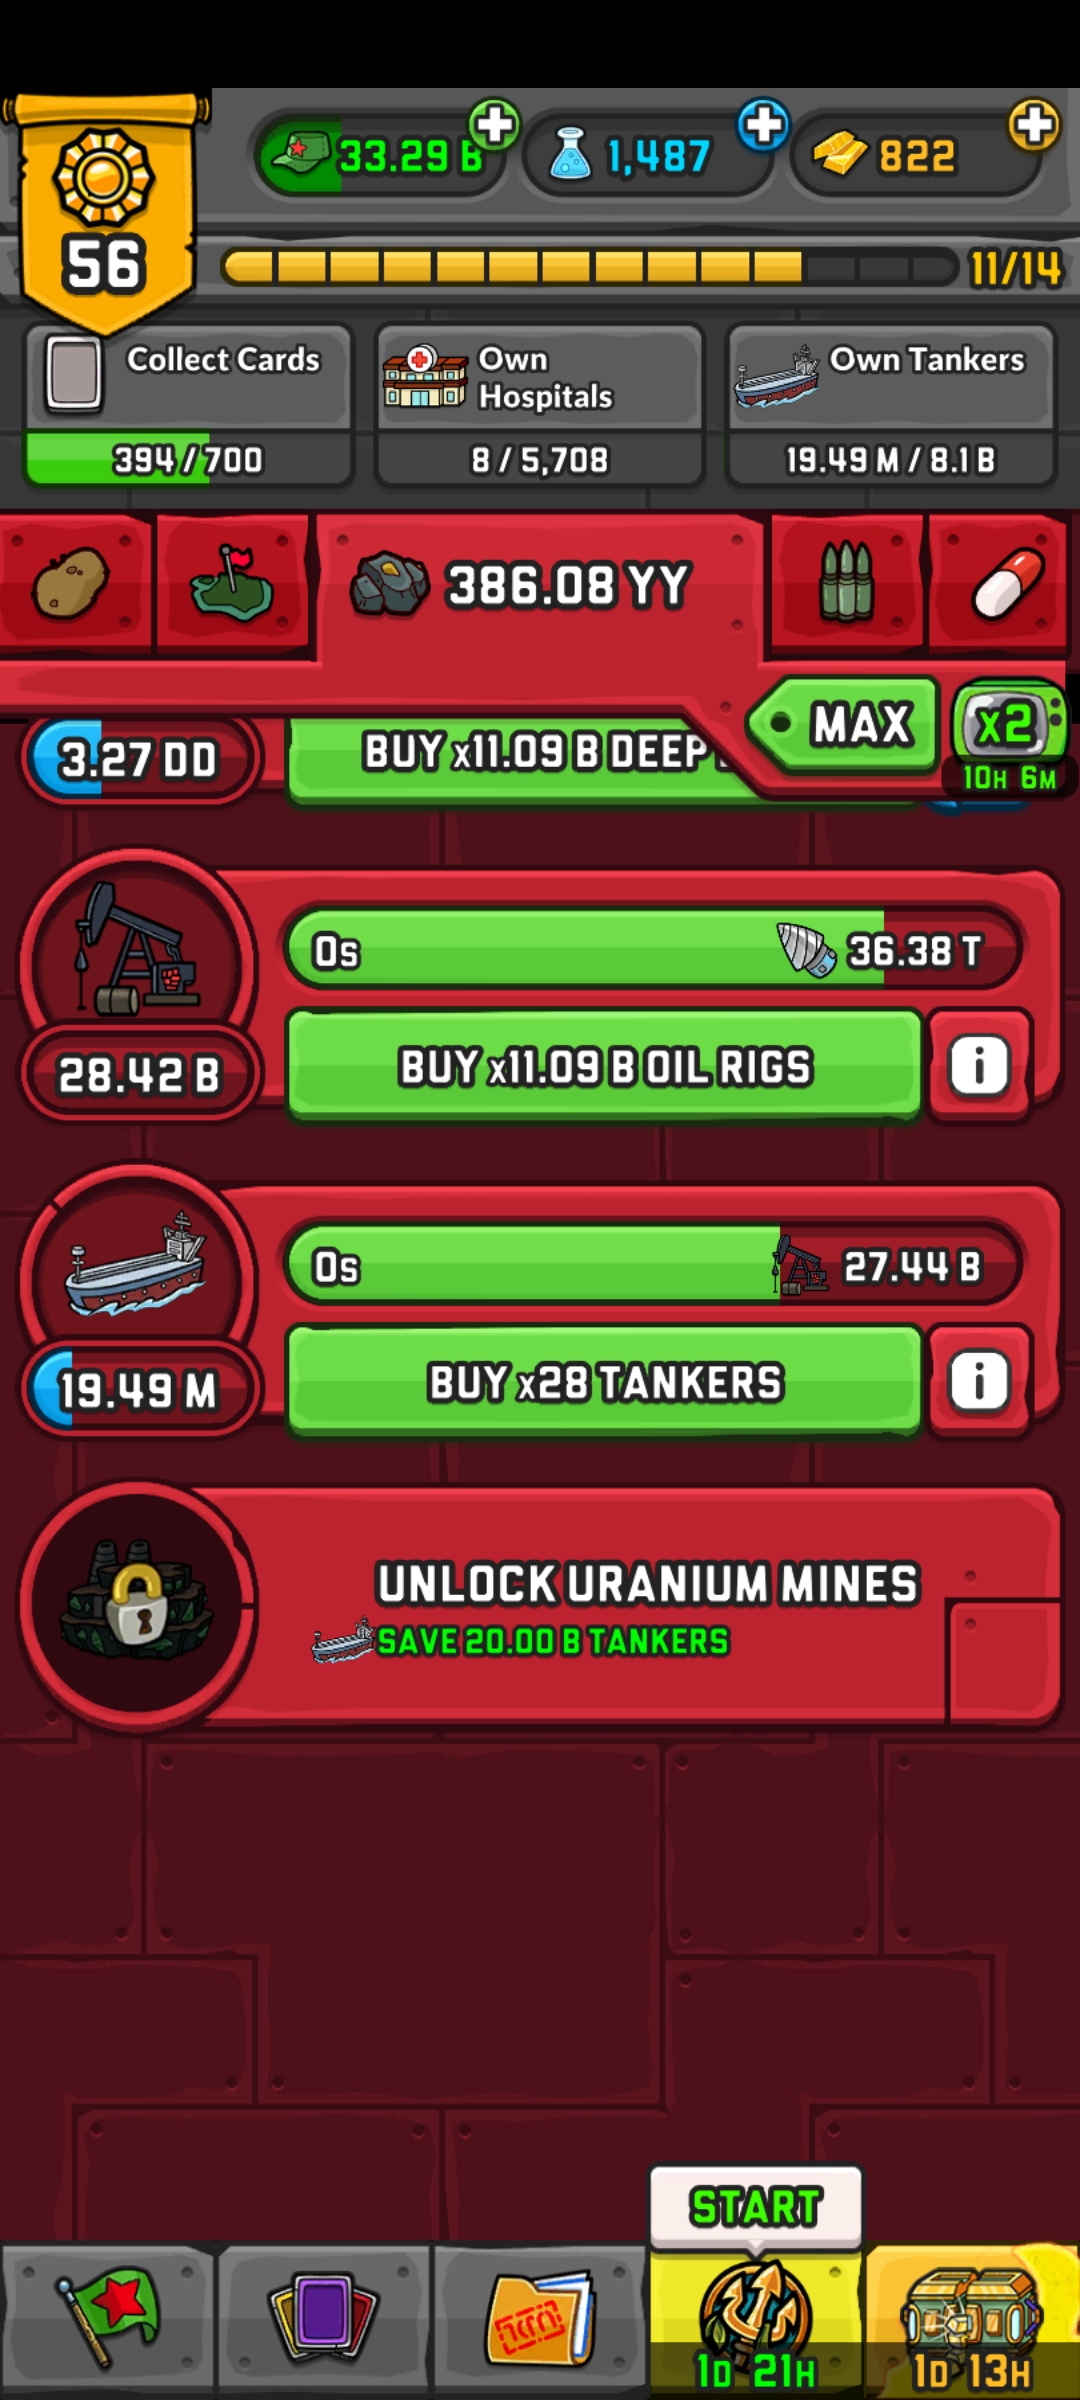 56
33.29 B
1,487
822
11/14
Collect Cards
394/700
Own
Hospitals
8/5,708
Own Tankers
19.49 M/8.1 B
386.08 YY
MAX
x2
10H 6M
3.27 DD
BUY x11.09 B DEEP
0s
36.38 T
28.42 B
BUY x11.09 B OIL RIGS
i
0s
27.44 B
19.49 M
BUY x28 TANKERS
i
UNLOCK URANIUM MINES
SAVE 20.00 B TANKERS
START
1D 21H
1D 13H